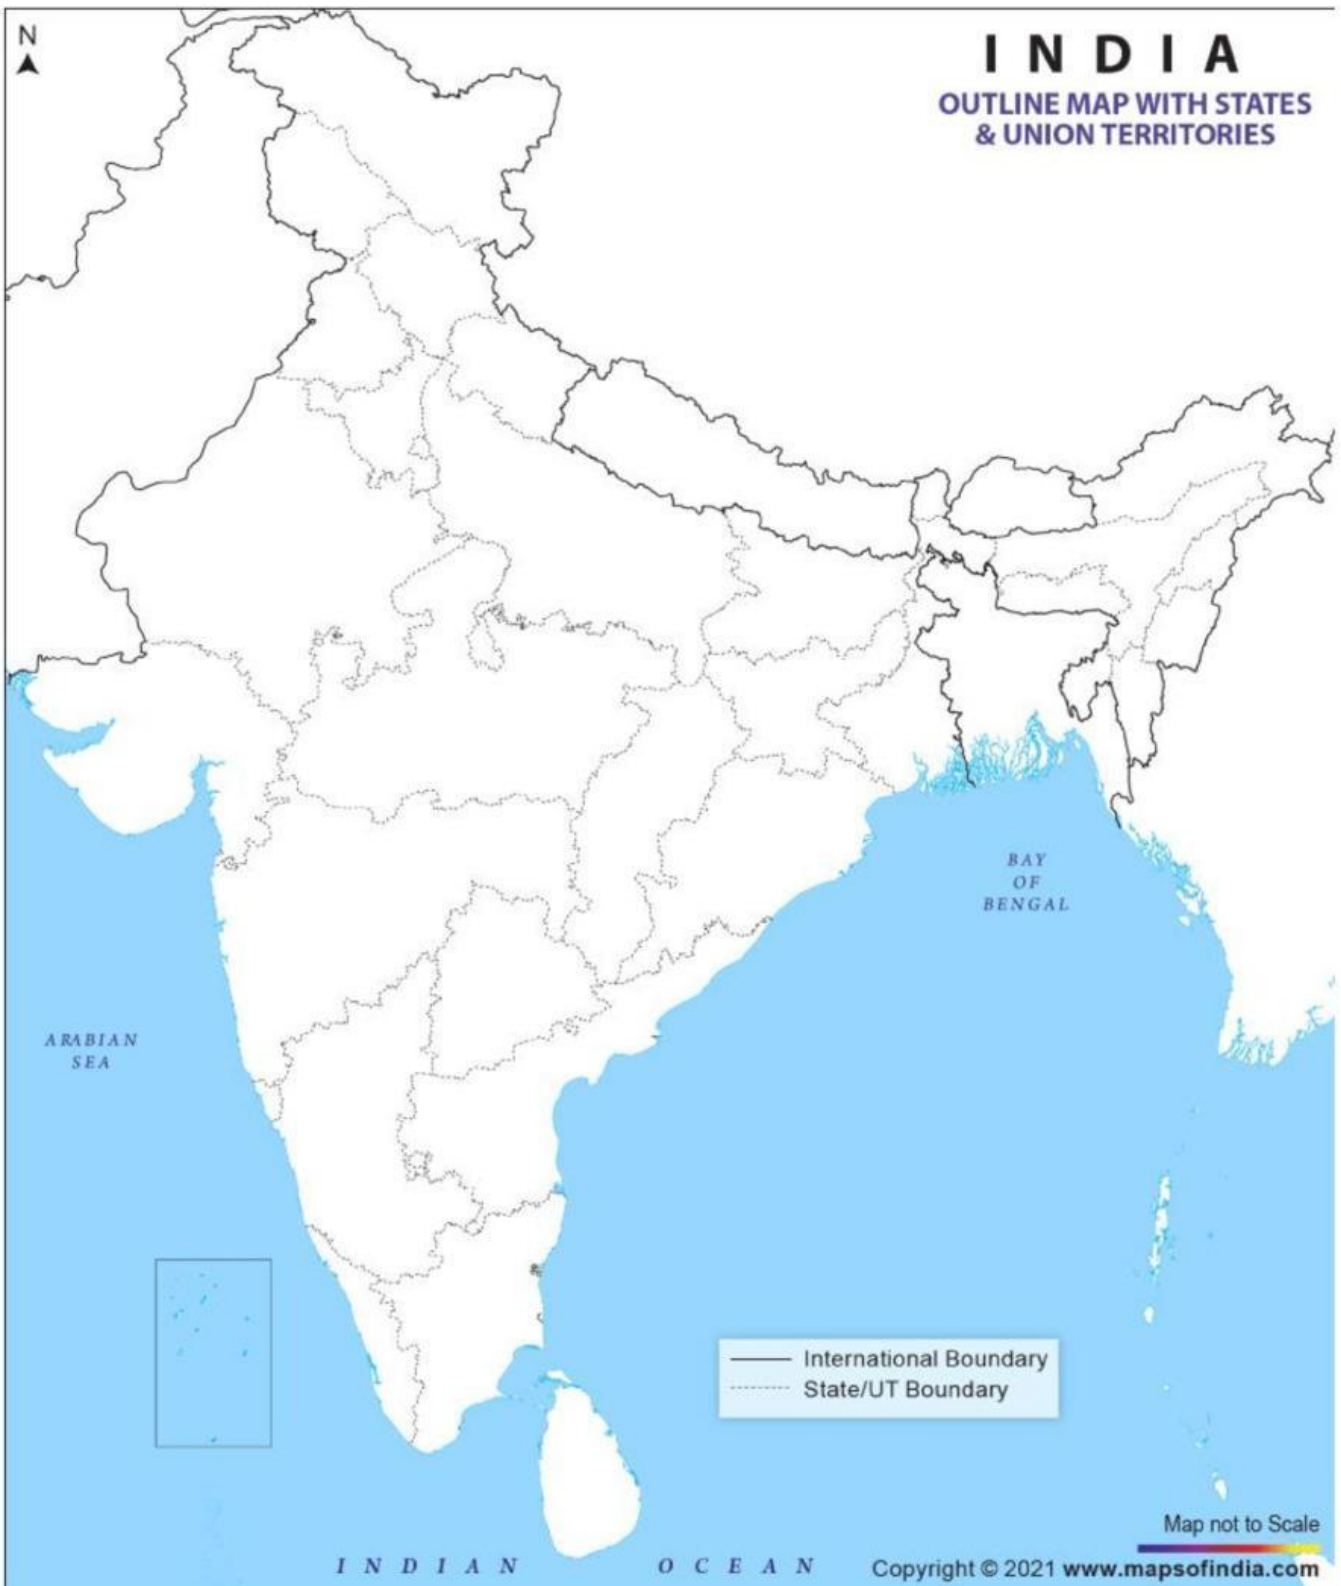 N
INDIA
OUTLINE MAP WITH STATES
& UNION TERRITORIES
BAY
OF
BENGAL
ARABIAN
SEA
International Boundary
State/UT Boundary
Map not to Scale
INDIAN OCEAN
Copyright © 2021 www.mapsofindia.com